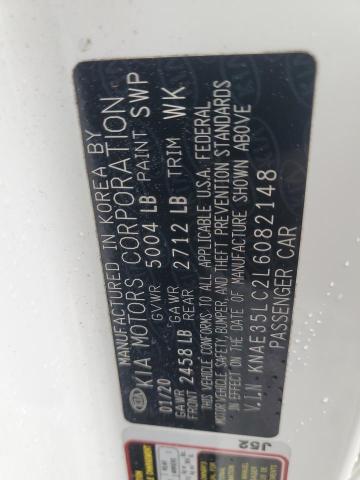 MANUFACTURED IN KOREA BY
KIA MOTORS CORPORATION
01/20 GVWR 5004 LB PAINT SWP
GAWR FRONT 2458 LB GAWR REAR 2712 LB TRIM WK
THIS VEHICLE CONFORMS TO ALL APPLICABLE U.S.A. FEDERAL
MOTOR VEHICLE SAFETY, BUMPER, AND THEFT PREVENTION STANDARDS
IN EFFECT ON THE DATE OF MANUFACTURE SHOWN ABOVE
V.I.N KNAE35LC2L6082148
PASSENGER CAR
J52